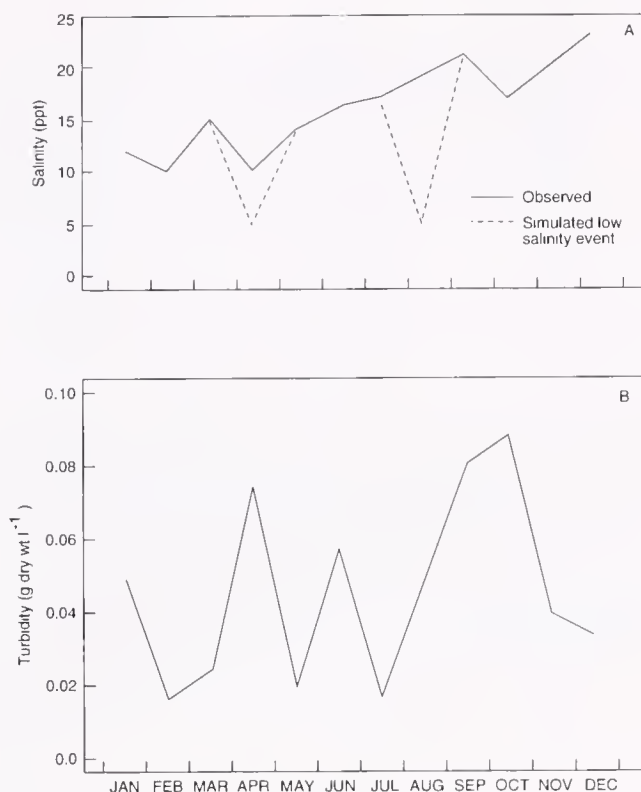 A
25
20
15
10
5
0
Salinity (ppt)
Observed
Simulated low
salinity event
B
0.10
0.08
0.06
0.04
0.02
0.0
Turbidity (g dry wt l⁻¹)
JAN FEB MAR APR MAY JUN JUL AUG SEP OCT NOV DEC